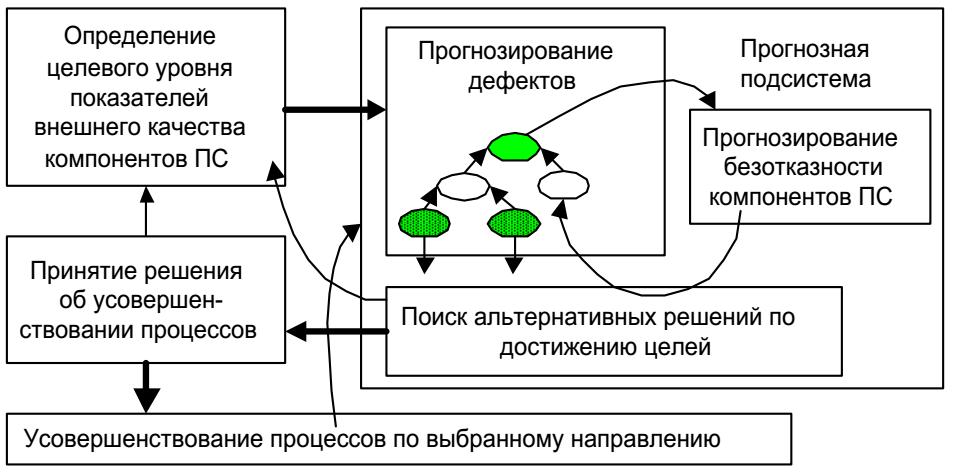 Определение
целевого уровня
показателей
внешнего качества
компонентов ПС
Прогнозирование
дефектов
Прогнозная
подсистема
Прогнозирование
безотказности
компонентов ПС
Принятие решения
об усовершен-
ствовании процессов
Поиск альтернативных решений по
достижению целей
Усовершенствование процессов по выбранному направлению